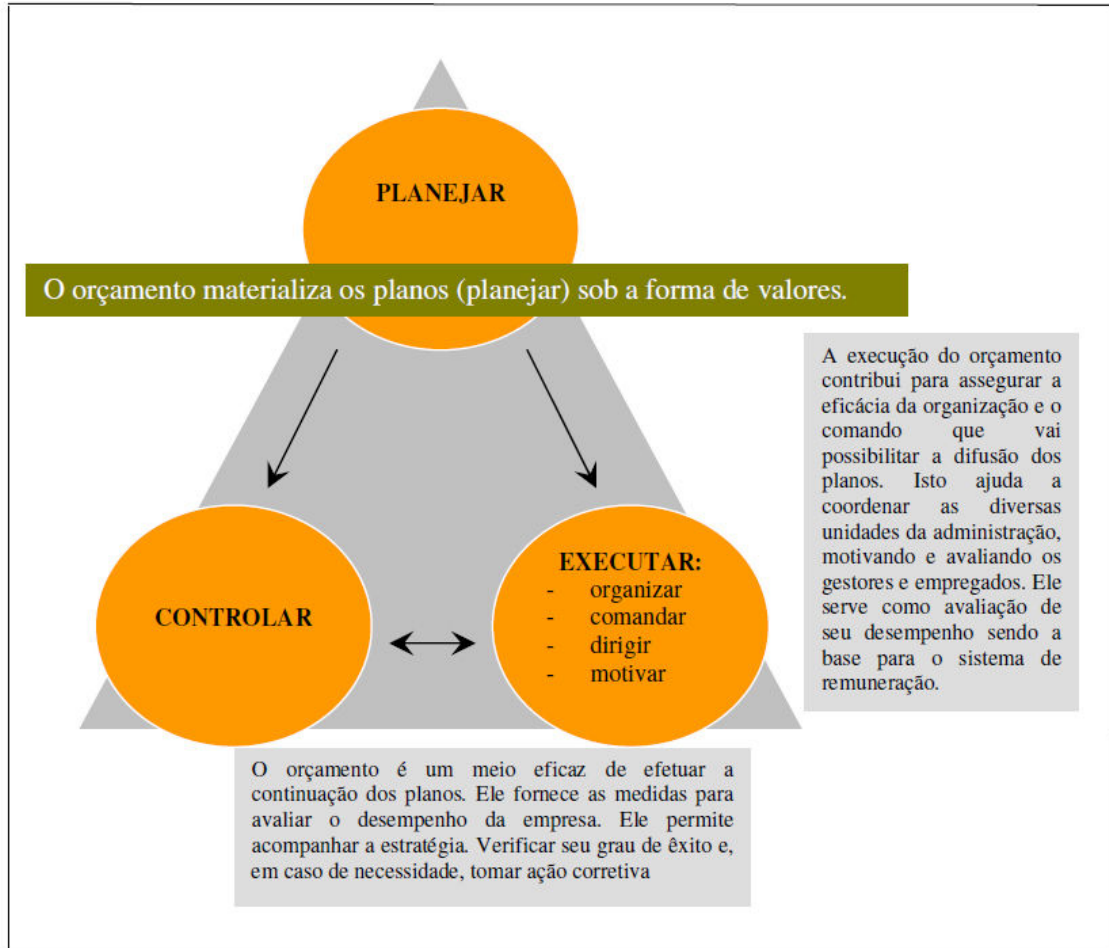 PLANEJAR
O orçamento materializa os planos (planejar) sob a forma de valores.
A execução do orçamento
contribui para assegurar a
eficácia da organização e o
comando que vai
possibilitar a difusão dos
planos. Isto ajuda a
coordenar as diversas
unidades da administração,
motivando e avaliando os
gestores e empregados. Ele
serve como avaliação de
seu desempenho sendo a
base para o sistema de
remuneração.
CONTROLAR
EXECUTAR:
- organizar
- comandar
- dirigir
- motivar
O orçamento é um meio eficaz de efetuar a
continuação dos planos. Ele fornece as medidas para
avaliar o desempenho da empresa. Ele permite
acompanhar a estratégia. Verificar seu grau de êxito e,
em caso de necessidade, tomar ação corretiva